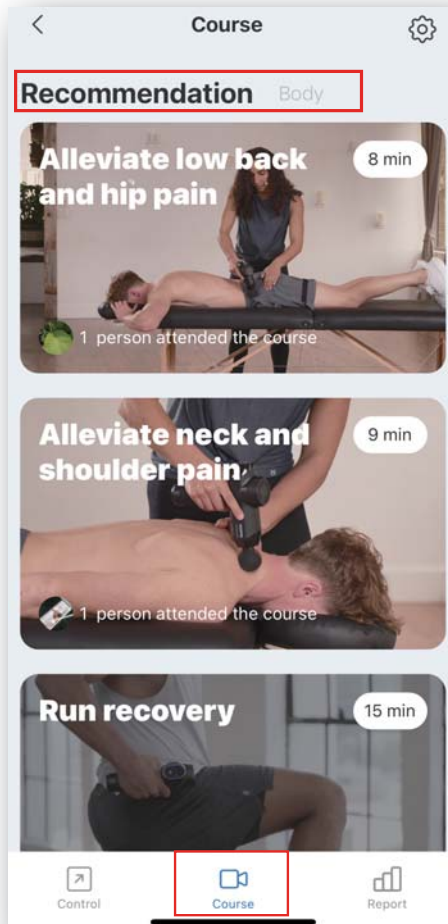 Course
Recommendation Body
Alleviate low back
and hip pain
8 min
1 person attended the course
Alleviate neck and
shoulder pain
9 min
1 person attended the course
Run recovery
15 min
Control
Course
Report